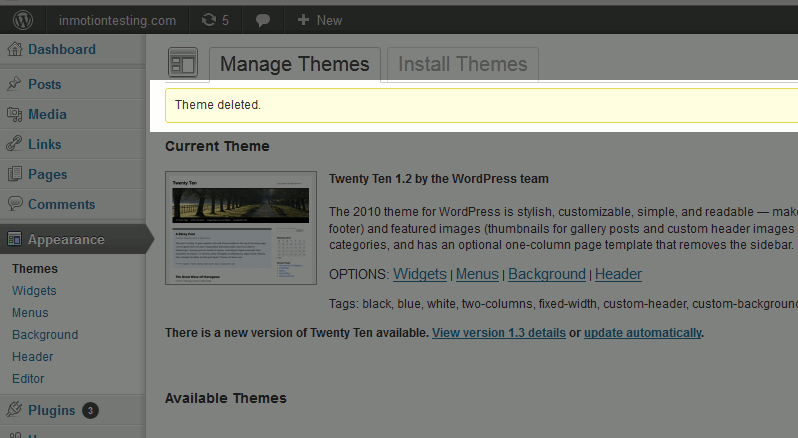 inmotiontesting.com 5 New
Dashboard
Posts
Media
Links
Pages
Comments
Appearance
Themes
Widgets
Menus
Background
Header
Editor
Plugins 3
Manage Themes Install Themes
Theme deleted.
Current Theme
Twenty Ten
Twenty Ten 1.2 by the WordPress team
The 2010 theme for WordPress is stylish, customizable, simple, and readable —
footer) and featured images (thumbnails for gallery posts and custom header images
categories, and has an optional one-column page template that removes the sidebar.
OPTIONS: Widgets | Menus | Background | Header
Tags: black, blue, white, two-columns, fixed-width, custom-header,
There is a new version of Twenty Ten available. View version 1.3 details or update automatically.
Available Themes